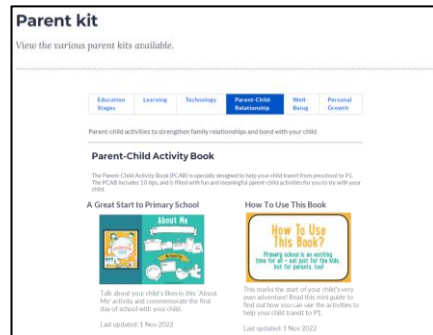 Parent kit
View the various parent kits available.
Education Stages
Learning
Technology
Parent-Child Relationship
Well-Being
Personal Growth
Parent-child activities to strengthen family relationships and bond with your child
Parent-Child Activity Book
The Parent-Child Activity Book (PCAB) is specially designed to help your child transit from preschool to P1.
The PCAB includes 10 tips, and is filled with fun and meaningful parent-child activities for you to try with your
child.
A Great Start to Primary School
About Me
Talk about your child's likes in this 'About
Me' activity and commemorate the first
day of school with your child.
Last updated: 1 Nov 2022
How To Use This Book
How To Use
This Book?
Primary school is an exciting
time for all - not just for the kids,
but for parents, too!
This marks the start of your child's very
own adventure! Read this mini guide to
find out how you can use the activities to
help your child transit to P1.
Last updated: 1 Nov 2022